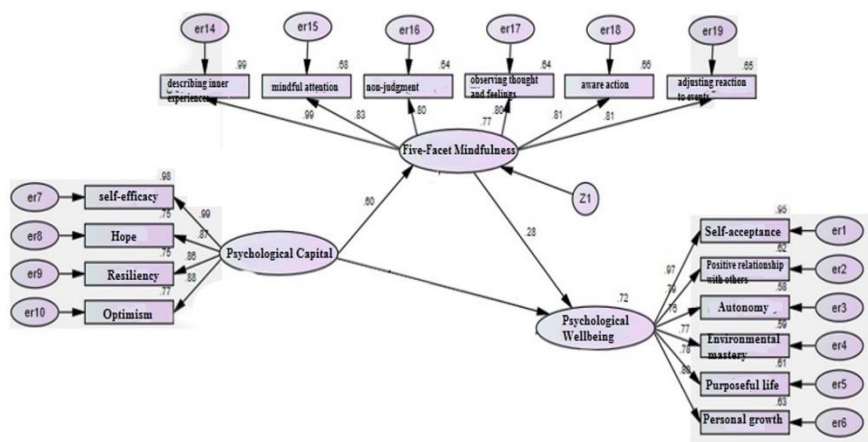 er14
er15
er16
er17
er18
er19
.99
.68
.64
.64
.66
.65
describing inner
experiences
mindful attention
non-judgment
observing thought
and feelings
aware action
adjusting reaction
to events
.99
.83
.80
.80
.81
.81
.77
Five-Facet Mindfulness
Z1
.60
.28
er7
.98
self-efficacy
.99
er8
.75
Hope
.87
er9
.75
Resiliency
.86
er10
.77
Optimism
.88
Psychological Capital
.72
Psychological
Wellbeing
.95
Self-acceptance
er1
.97
.62
Positive relationship
with others
er2
.79
.58
Autonomy
er3
.76
.59
Environmental
mastery
er4
.77
.61
Purposeful life
er5
.78
.63
Personal growth
er6